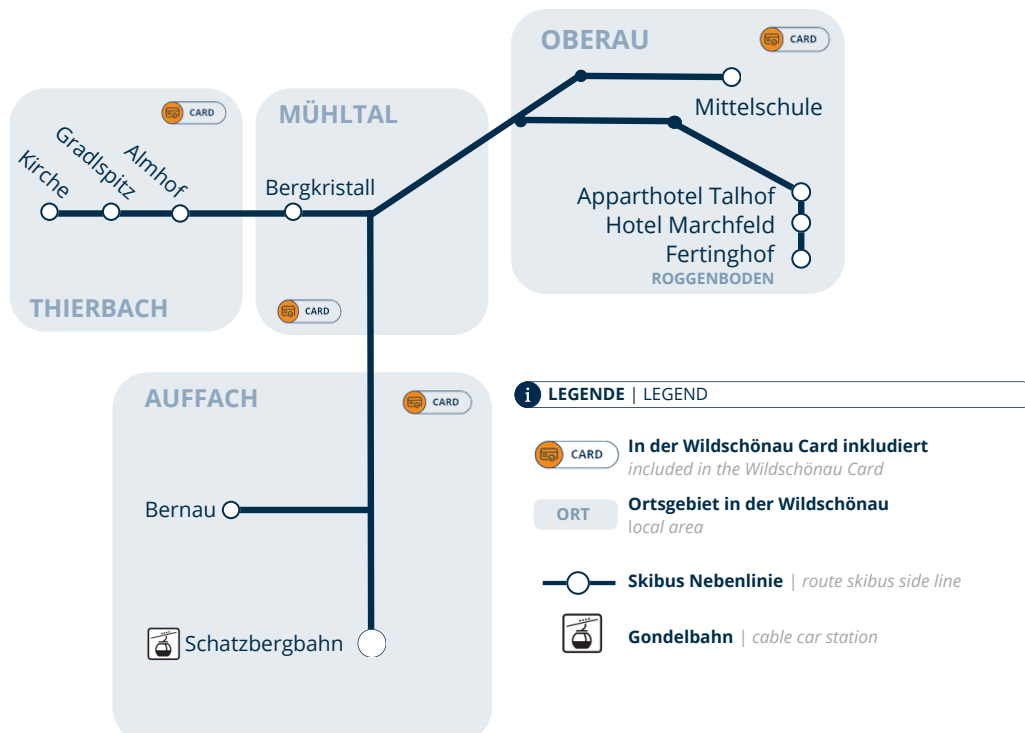 OBERAU
CARD
Mittelschule
Apparthotel Talhof
Hotel Marchfeld
Fertinghof
ROGGENBODEN
CARD
Kirche
Gradlspitz
Almhof
THIERBACH
MÜHLTAL
Bergkristall
CARD
AUFFACH
CARD
Bernau
Schatzbergbahn
i LEGENDE | LEGEND
CARD
In der Wildschönau Card inkludiert
included in the Wildschönau Card
ORT
Ortsgebiet in der Wildschönau
local area
Skibus Nebenlinie | route skibus side line
Gondelbahn | cable car station